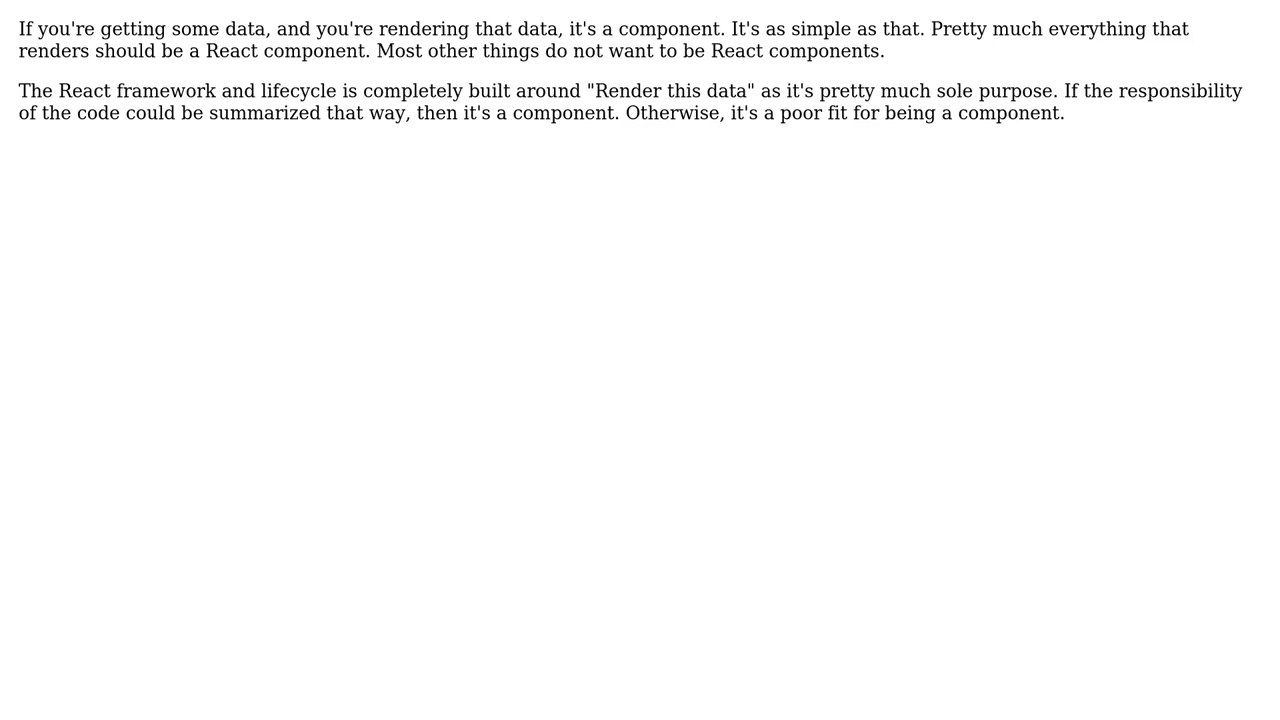 If you're getting some data, and you're rendering that data, it's a component. It's as simple as that. Pretty much everything that
renders should be a React component. Most other things do not want to be React components.
The React framework and lifecycle is completely built around "Render this data" as it's pretty much sole purpose. If the responsibility
of the code could be summarized that way, then it's a component. Otherwise, it's a poor fit for being a component.